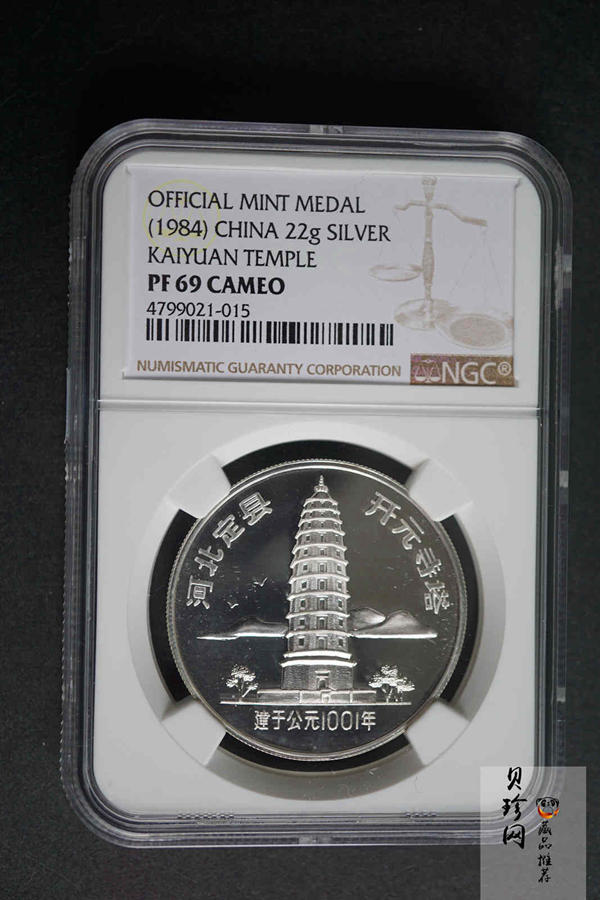 OFFICIAL MINT MEDAL
(1984) CHINA 22g SILVER
KAIYUAN TEMPLE
PF 69 CAMEO
4799021-015
NUMISMATIC GUARANTY CORPORATION NGC®
河北定县 开元寺塔
建于公元1001年
贝珍网
藏品推荐